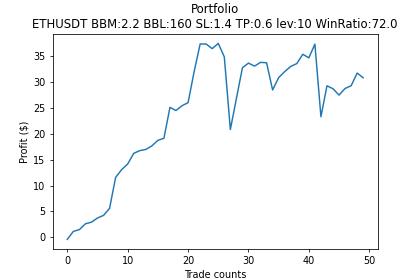 Portfolio
ETHUSDT BBM:2.2 BBL:160 SL:1.4 TP:0.6 lev:10 WinRatio:72.0
Profit ($)
35
30
25
20
15
10
5
0
0 10 20 30 40 50
Trade counts